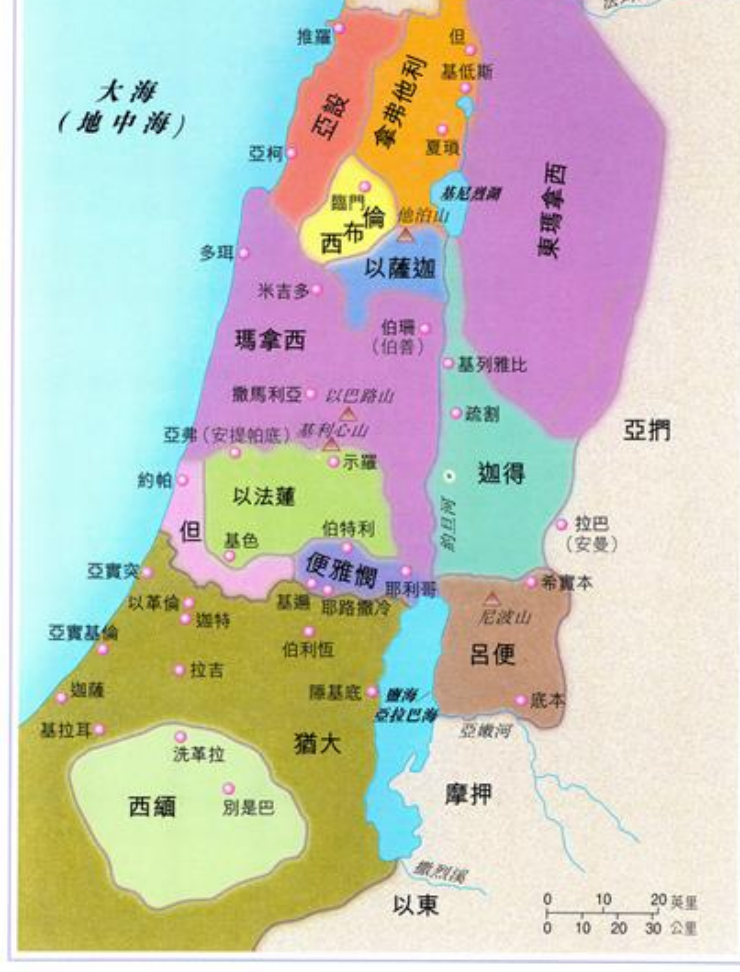 推羅
但
基低斯
大海
(地中海)
亞設
拿弗他利
夏瑣
亞柯
東瑪拿西
臨門
基尼烈湖
西布倫
他泊山
多珥
以薩迦
米吉多
伯珊
(伯善)
瑪拿西
基列雅比
撒馬利亞
以巴路山
疏割
亞捫
亞弗(安提帕底)
基利心山
示羅
約帕
迦得
以法蓮
約旦河
但
基色
伯特利
拉巴
(安曼)
便雅憫
亞實突
耶利哥
希實本
以革倫
基遍
耶路撒冷
迦特
尼波山
亞實基倫
伯利恆
呂便
拉吉
迦薩
隱基底
鹽海/
亞拉巴海
底本
基拉耳
猶大
亞嫩河
洗革拉
西緬
別是巴
摩押
撒烈溪
以東
0 10 20 英里
0 10 20 30 公里